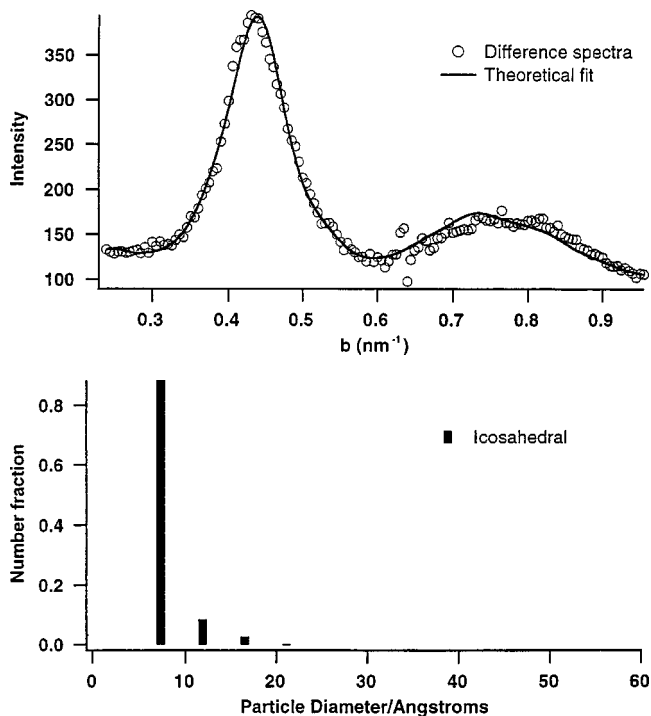 350
300
250
200
150
100
Intensity
Difference spectra
Theoretical fit
0.3 0.4 0.5 0.6 0.7 0.8 0.9
b (nm⁻¹)
0.8
0.6
0.4
0.2
0.0
Number fraction
Icosahedral
0 10 20 30 40 50 60
Particle Diameter/Angstroms